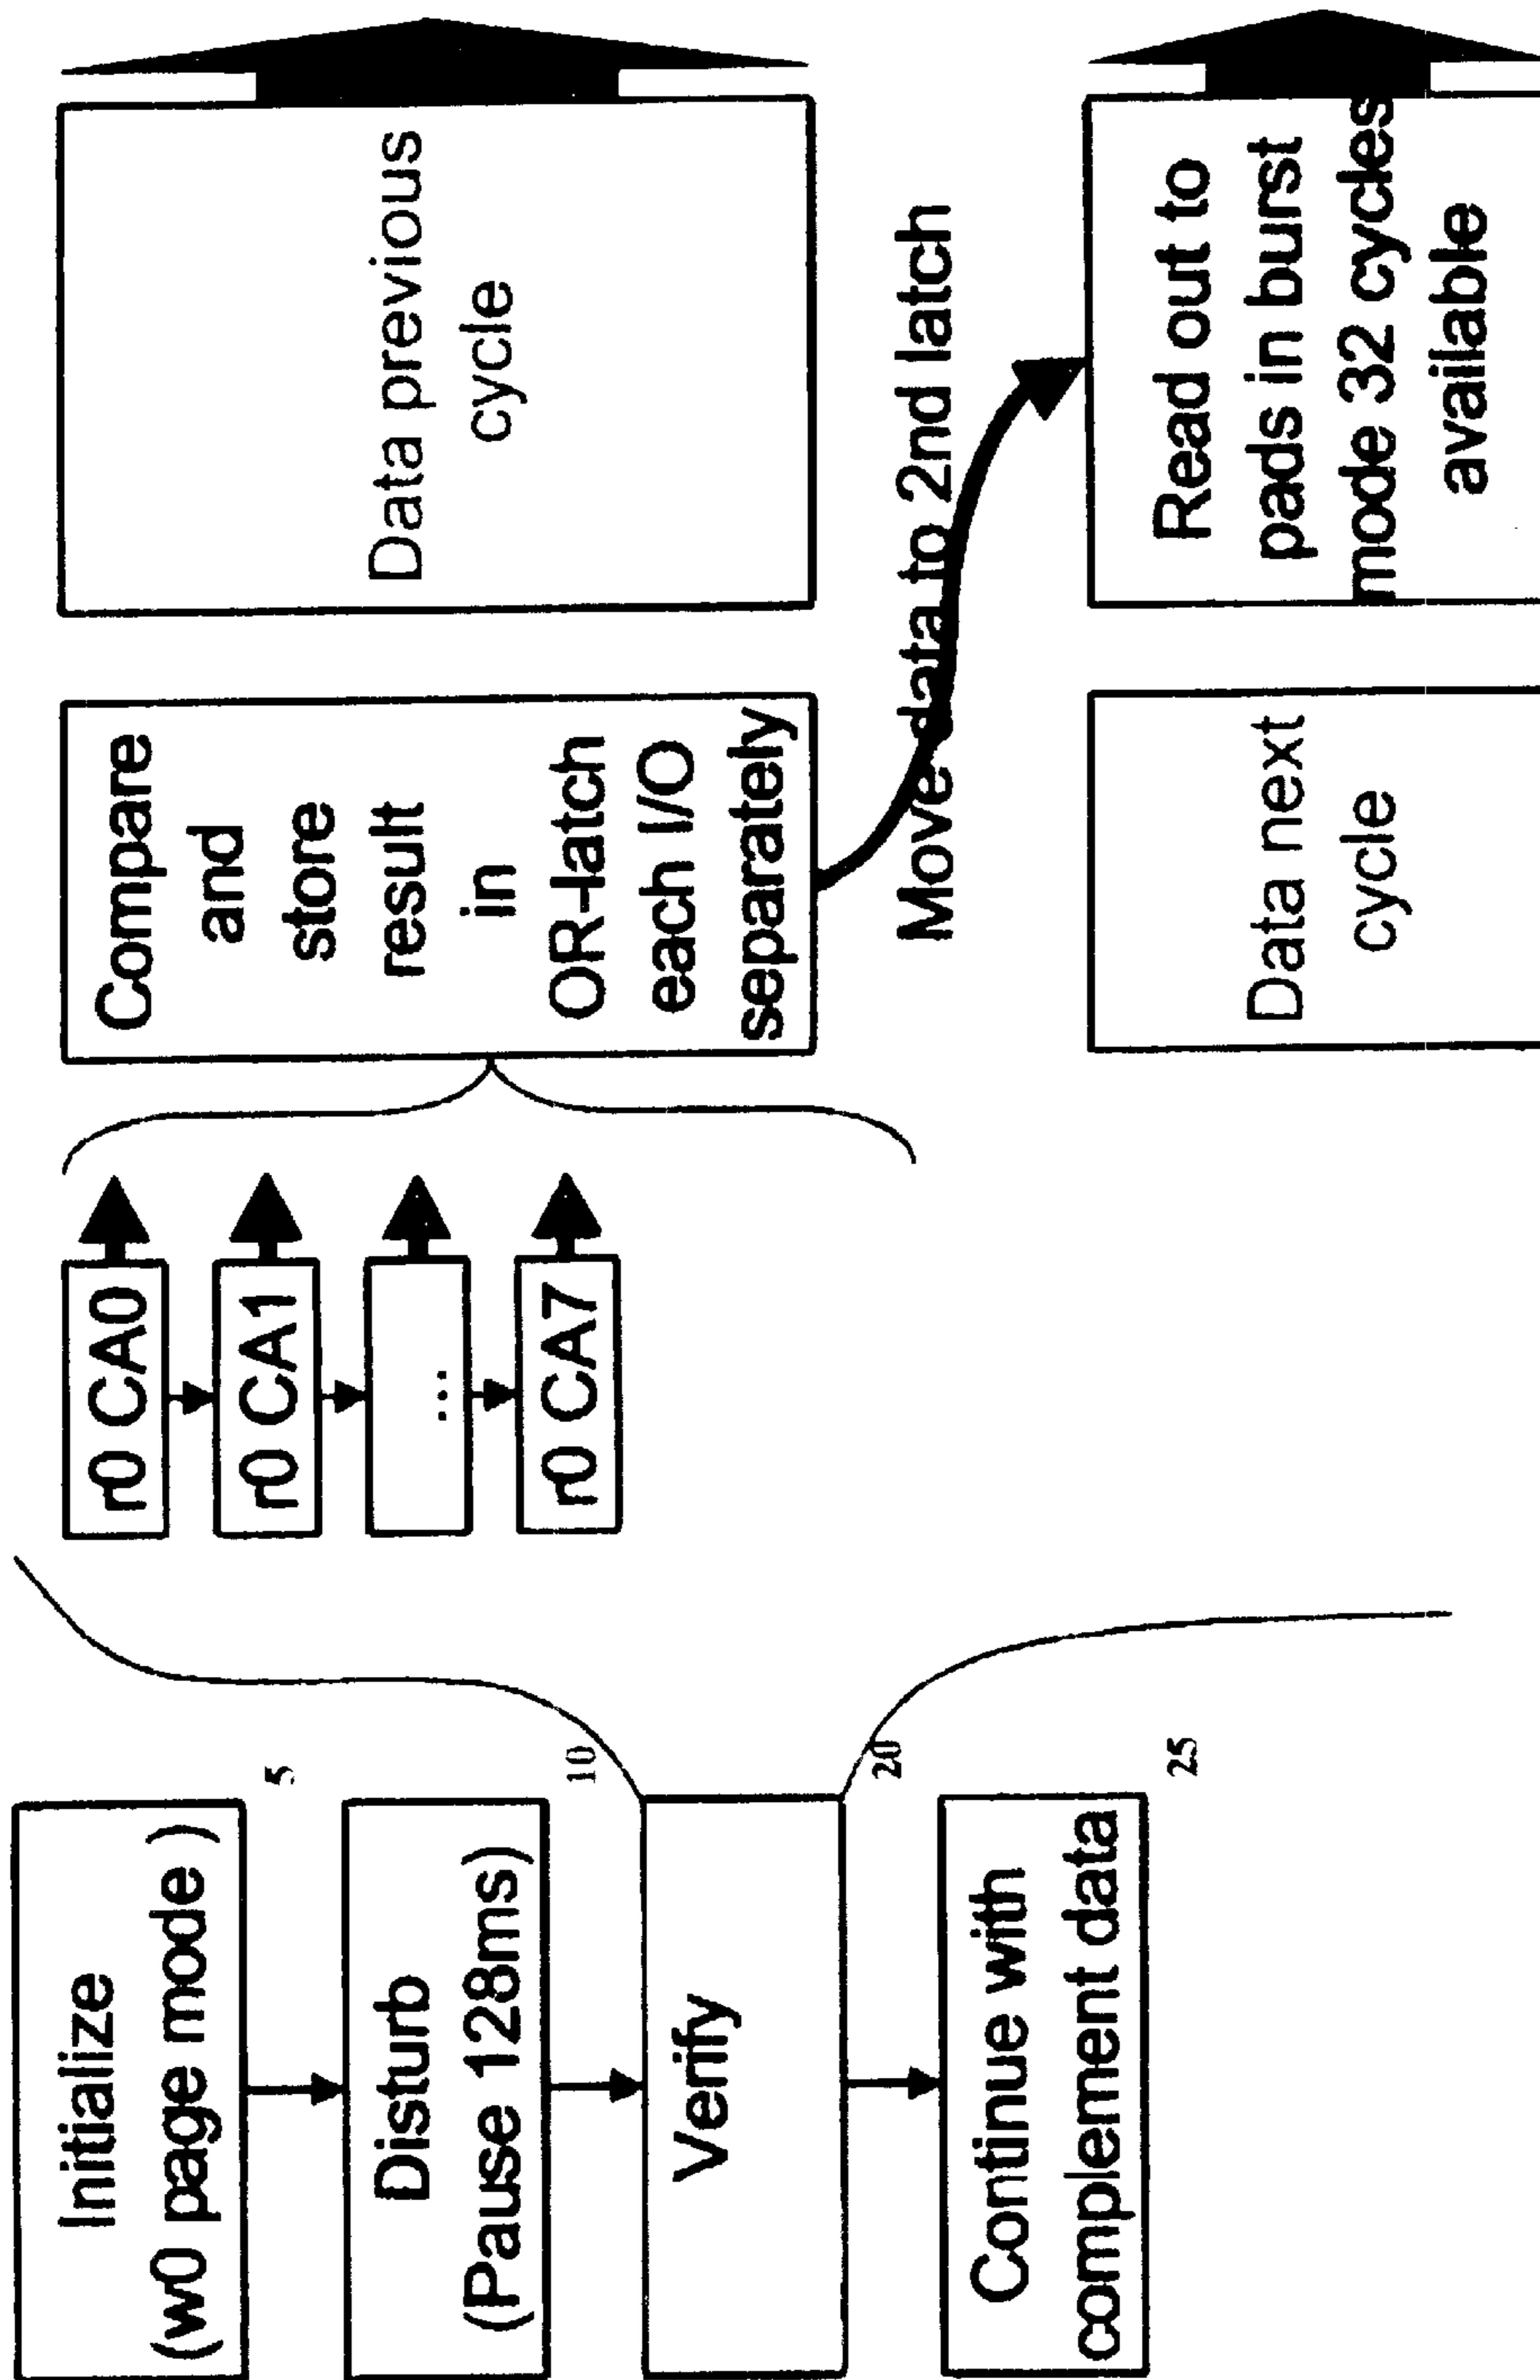 Initialize
(w0 page mode )
5
Disturb
(Pause 128ms)
10
Verify
20
Continue with
complement data
25
r0 CA0
r0 CA1
...
r0 CA7
Compare
and
store
result
in
OR-latch
each I/O
separately
Data previous
cycle
Move data to 2nd latch
Data next
cycle
Read out to
pads in burst
mode 32 cycles
available